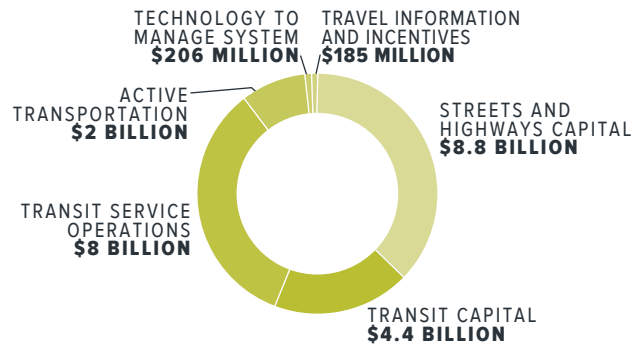 TECHNOLOGY TO
MANAGE SYSTEM
$206 MILLION
TRAVEL INFORMATION
AND INCENTIVES
$185 MILLION
ACTIVE
TRANSPORTATION
$2 BILLION
STREETS AND
HIGHWAYS CAPITAL
$8.8 BILLION
TRANSIT SERVICE
OPERATIONS
$8 BILLION
TRANSIT CAPITAL
$4.4 BILLION